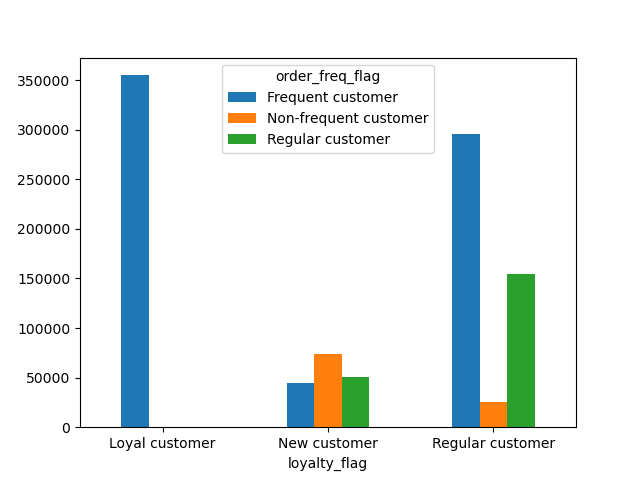 order_freq_flag
Frequent customer
Non-frequent customer
Regular customer
350000
300000
250000
200000
150000
100000
50000
0
Loyal customer New customer Regular customer
loyalty_flag